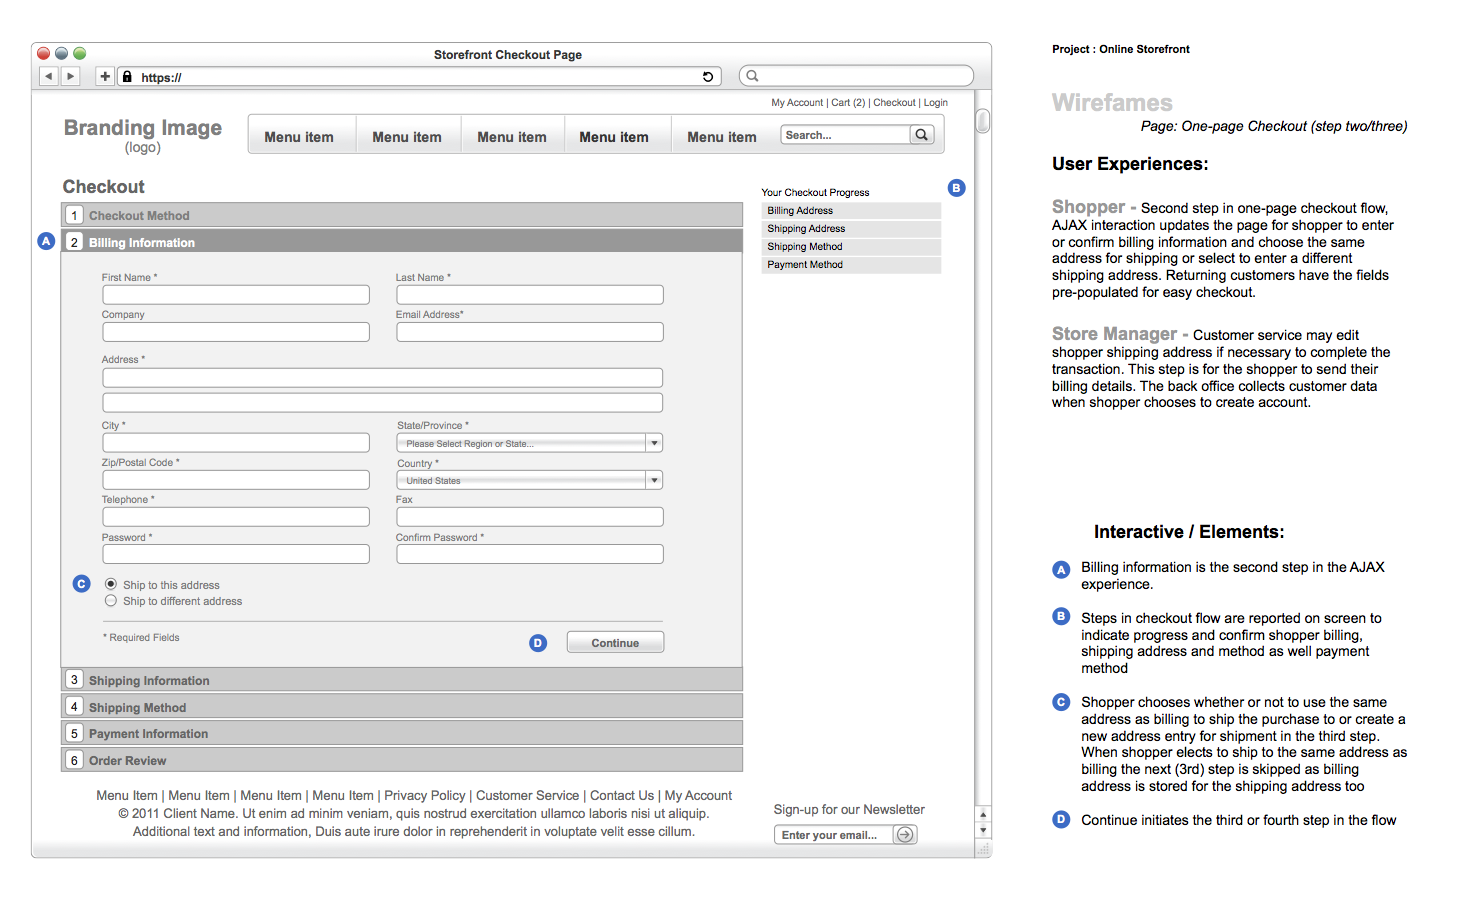 Storefront Checkout Page
https://
My Account | Cart (2) | Checkout | Login
Branding Image
(logo)
Menu item
Menu item
Menu item
Menu item
Menu item
Search...
Checkout
1 Checkout Method
A
2 Billing Information
First Name *
Last Name *
Company
Email Address*
Address *
City *
State/Province *
Please Select Region or State...
Zip/Postal Code *
Country *
United States
Telephone *
Fax
Password *
Confirm Password *
C
Ship to this address
Ship to different address
* Required Fields
D
Continue
3 Shipping Information
4 Shipping Method
5 Payment Information
6 Order Review
Your Checkout Progress
B
Billing Address
Shipping Address
Shipping Method
Payment Method
Menu Item | Menu Item | Menu Item | Menu Item | Privacy Policy | Customer Service | Contact Us | My Account
© 2011 Client Name. Ut enim ad minim veniam, quis nostrud exercitation ullamco laboris nisi ut aliquip.
Additional text and information, Duis aute irure dolor in reprehenderit in voluptate velit esse cillum.
Sign-up for our Newsletter
Enter your email...
Project : Online Storefront
Wirefames
Page: One-page Checkout (step two/three)
User Experiences:
Shopper - Second step in one-page checkout flow,
AJAX interaction updates the page for shopper to enter
or confirm billing information and choose the same
address for shipping or select to enter a different
shipping address. Returning customers have the fields
pre-populated for easy checkout.
Store Manager - Customer service may edit
shopper shipping address if necessary to complete the
transaction. This step is for the shopper to send their
billing details. The back office collects customer data
when shopper chooses to create account.
Interactive / Elements:
A Billing information is the second step in the AJAX
experience.
B Steps in checkout flow are reported on screen to
indicate progress and confirm shopper billing,
shipping address and method as well payment
method
C Shopper chooses whether or not to use the same
address as billing to ship the purchase to or create a
new address entry for shipment in the third step.
When shopper elects to ship to the same address as
billing the next (3rd) step is skipped as billing
address is stored for the shipping address too
D Continue initiates the third or fourth step in the flow